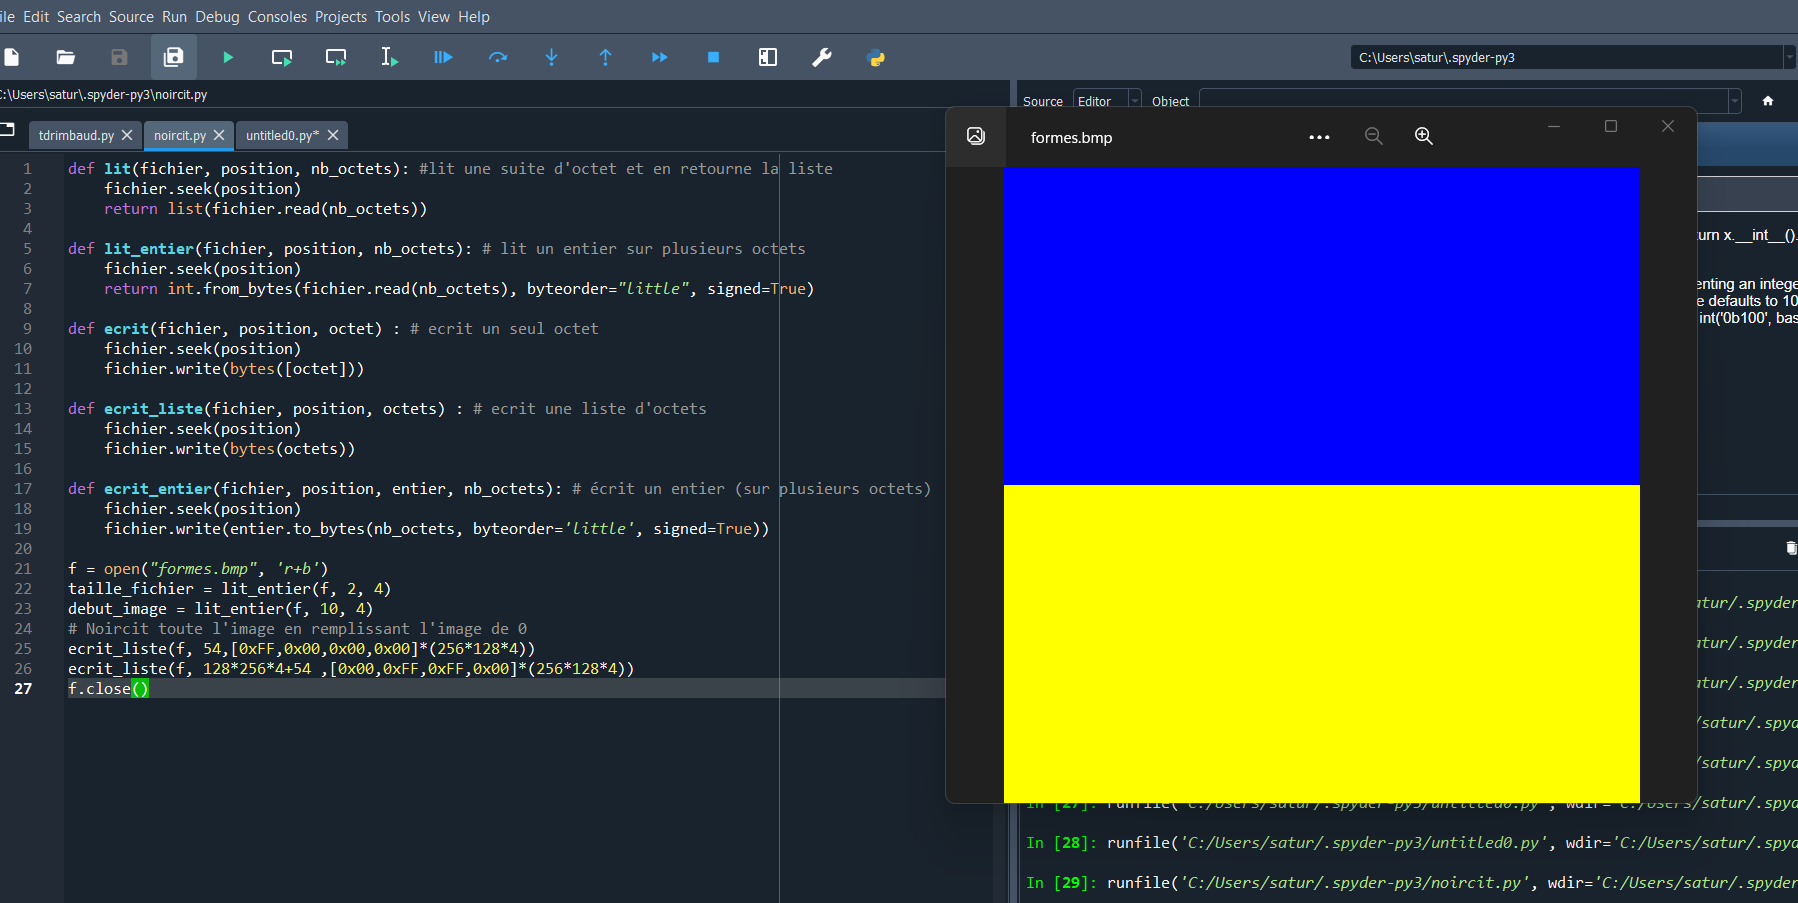 ile Edit Search Source Run Debug Consoles Projects Tools View Help
C:\Users\satur\.spyder-py3
:\Users\satur\.spyder-py3\noircit.py
Source Editor Object
tdrimbaud.py noircit.py untitled0.py*
formes.bmp
1 def lit(fichier, position, nb_octets): #lit une suite d'octet et en retourne la liste
2 fichier.seek(position)
3 return list(fichier.read(nb_octets))
4
5 def lit_entier(fichier, position, nb_octets): # lit un entier sur plusieurs octets
6 fichier.seek(position)
7 return int.from_bytes(fichier.read(nb_octets), byteorder="little", signed=True)
8
9 def ecrit(fichier, position, octet) : # ecrit un seul octet
10 fichier.seek(position)
11 fichier.write(bytes([octet]))
12
13 def ecrit_liste(fichier, position, octets) : # ecrit une liste d'octets
14 fichier.seek(position)
15 fichier.write(bytes(octets))
16
17 def ecrit_entier(fichier, position, entier, nb_octets): # écrit un entier (sur plusieurs octets)
18 fichier.seek(position)
19 fichier.write(entier.to_bytes(nb_octets, byteorder='little', signed=True))
20
21 f = open("formes.bmp", 'r+b')
22 taille_fichier = lit_entier(f, 2, 4)
23 debut_image = lit_entier(f, 10, 4)
24 # Noircit toute l'image en remplissant l'image de 0
25 ecrit_liste(f, 54,[0xFF,0x00,0x00,0x00]*(256*128*4))
26 ecrit_liste(f, 128*256*4+54 ,[0x00,0xFF,0xFF,0x00]*(256*128*4))
27 f.close()
urn x.__int__().
enting an intege
e defaults to 10
int('0b100', bas
atur/.spyder
atur/.spyder
atur/.spyder
/satur/.spyd
/satur/.spyd
In [27]: runfile('C:/Users/satur/.spyder-py3/untitled0.py', wdir='C:/Users/satur/.spyd
In [28]: runfile('C:/Users/satur/.spyder-py3/untitled0.py', wdir='C:/Users/satur/.spyd
In [29]: runfile('C:/Users/satur/.spyder-py3/noircit.py', wdir='C:/Users/satur/.spyder